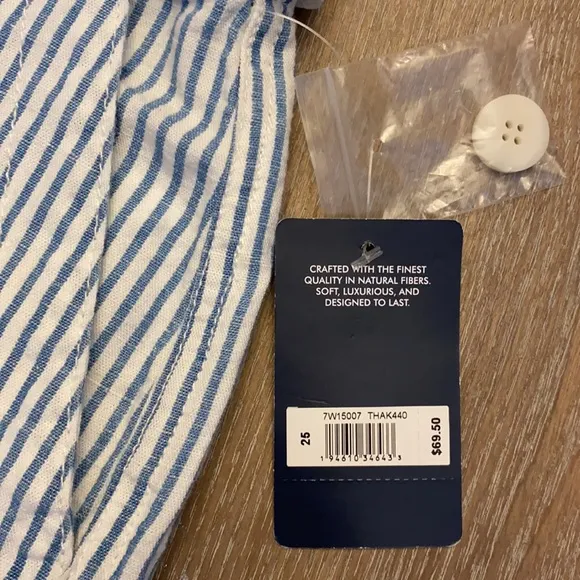 CRAFTED WITH THE FINEST
QUALITY IN NATURAL FIBERS.
SOFT, LUXURIOUS, AND
DESIGNED TO LAST.
7W15007 THAK440
25
$69.50
1 94610 34643 3